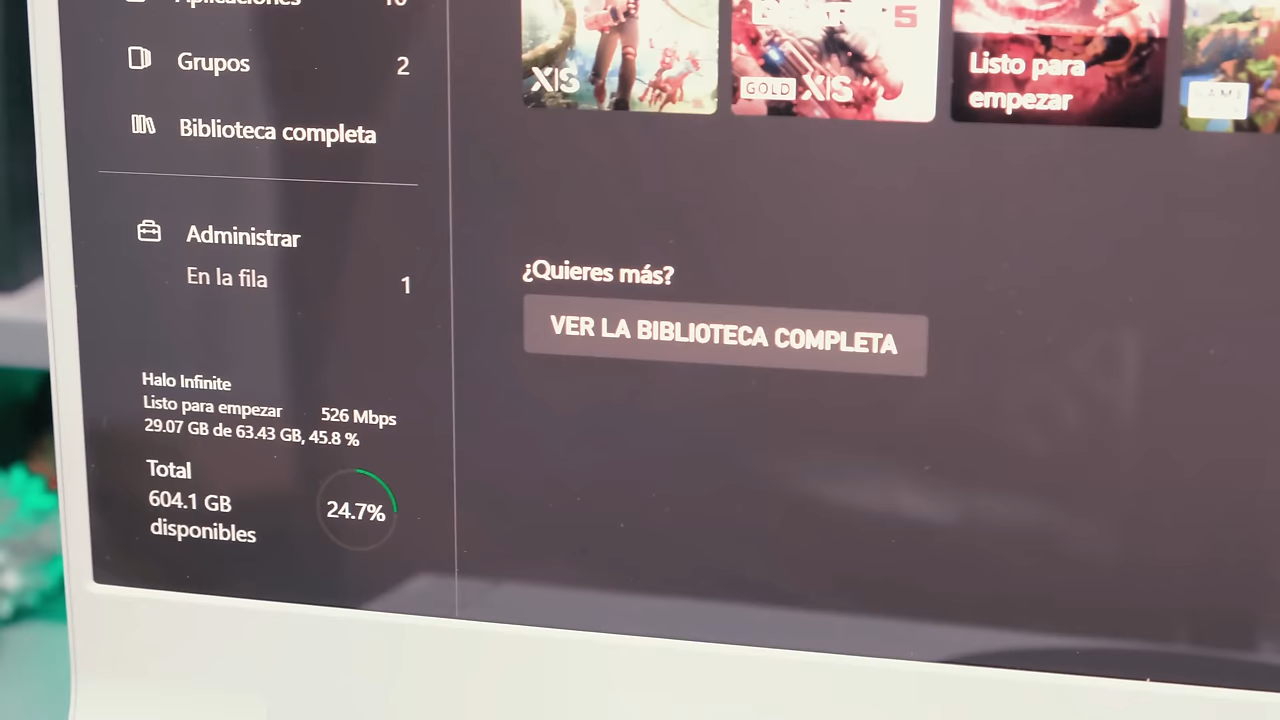 Aplicaciones
Grupos 2
Biblioteca completa
Administrar
En la fila 1
Halo Infinite
Listo para empezar 526 Mbps
29.07 GB de 63.43 GB, 45.8 %
Total
604.1 GB
disponibles
24.7%
X|S
5
GOLD X|S
Listo para
empezar
¿Quieres más?
VER LA BIBLIOTECA COMPLETA